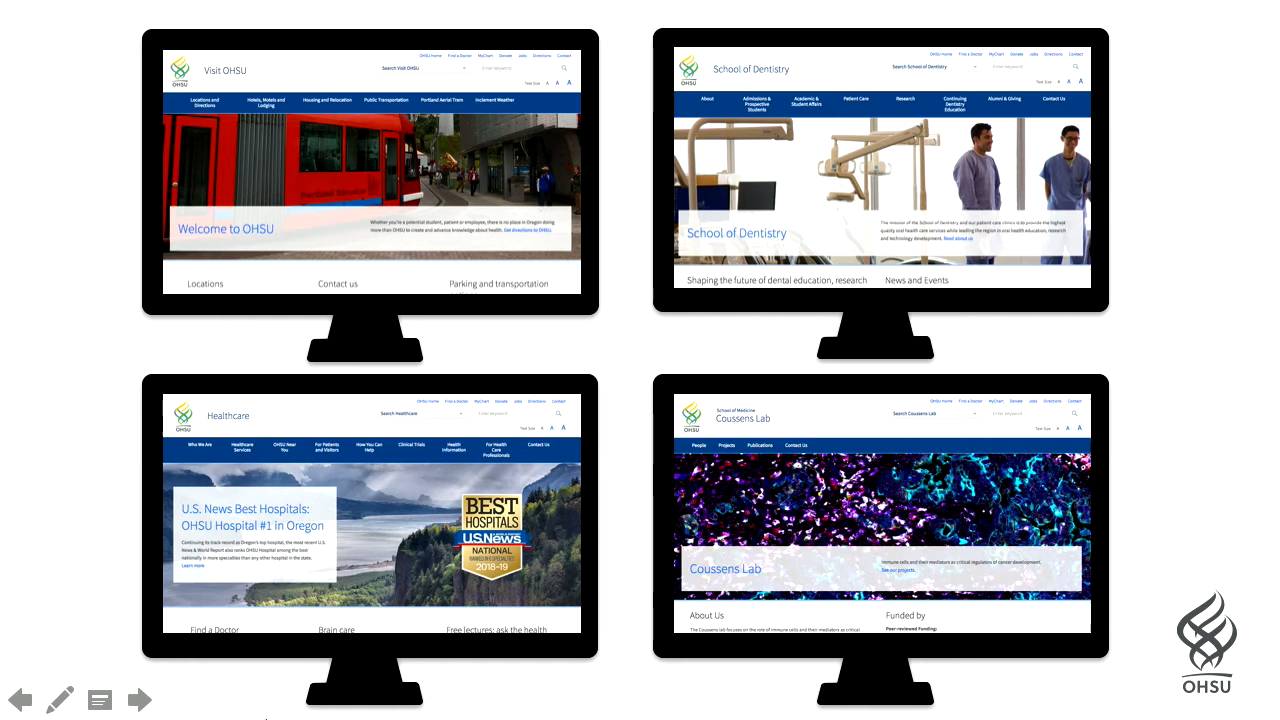 OHSU Home Find a Doctor MyChart Donate Jobs Directions Contact
OHSU
Visit OHSU
Search Visit OHSU
Enter keyword
Text Size A A A
Locations and Directions
Hotels, Motels and Lodging
Housing and Relocation
Public Transportation
Portland Aerial Tram
Inclement Weather
Welcome to OHSU
Whether you're a potential student, patient or employee, there is no place in Oregon doing
more than OHSU to create and advance knowledge about health. Get directions to OHSU.
Locations
Contact us
Parking and transportation
OHSU Home Find a Doctor MyChart Donate Jobs Directions Contact
OHSU
School of Dentistry
Search School of Dentistry
Enter keyword
Text Size A A A
About
Admissions & Prospective Students
Academic & Student Affairs
Patient Care
Research
Continuing Dentistry Education
Alumni & Giving
Contact Us
School of Dentistry
The mission of the School of Dentistry and our patient care clinics is to provide the highest
quality oral health care services while leading the region in oral health education, research
and technology development. Read about us
Shaping the future of dental education, research
News and Events
OHSU Home Find a Doctor MyChart Donate Jobs Directions Contact
OHSU
Healthcare
Search Healthcare
Enter keyword
Text Size A A A
Who We Are
Healthcare Services
OHSU Near You
For Patients and Visitors
How You Can Help
Clinical Trials
Health Information
For Health Care Professionals
Contact Us
U.S. News Best Hospitals:
OHSU Hospital #1 in Oregon
Continuing its track record as Oregon's top hospital, the most recent U.S.
News & World Report also ranks OHSU Hospital among the best
nationally in more specialties than any other hospital in the state.
Learn more
BEST
HOSPITALS
U.S.News
NATIONAL
2018-19
Find a Doctor
Brain care
Free lectures: ask the health
OHSU Home Find a Doctor MyChart Donate Jobs Directions Contact
OHSU
School of Medicine
Coussens Lab
Search Coussens Lab
Enter keyword
Text Size A A A
People
Projects
Publications
Contact Us
Coussens Lab
Immune cells and their mediators as critical regulators of cancer development.
See our projects.
About Us
Funded by
The Coussens lab focuses on the role of immune cells and their mediators as critical
Peer-reviewed Funding:
OHSU